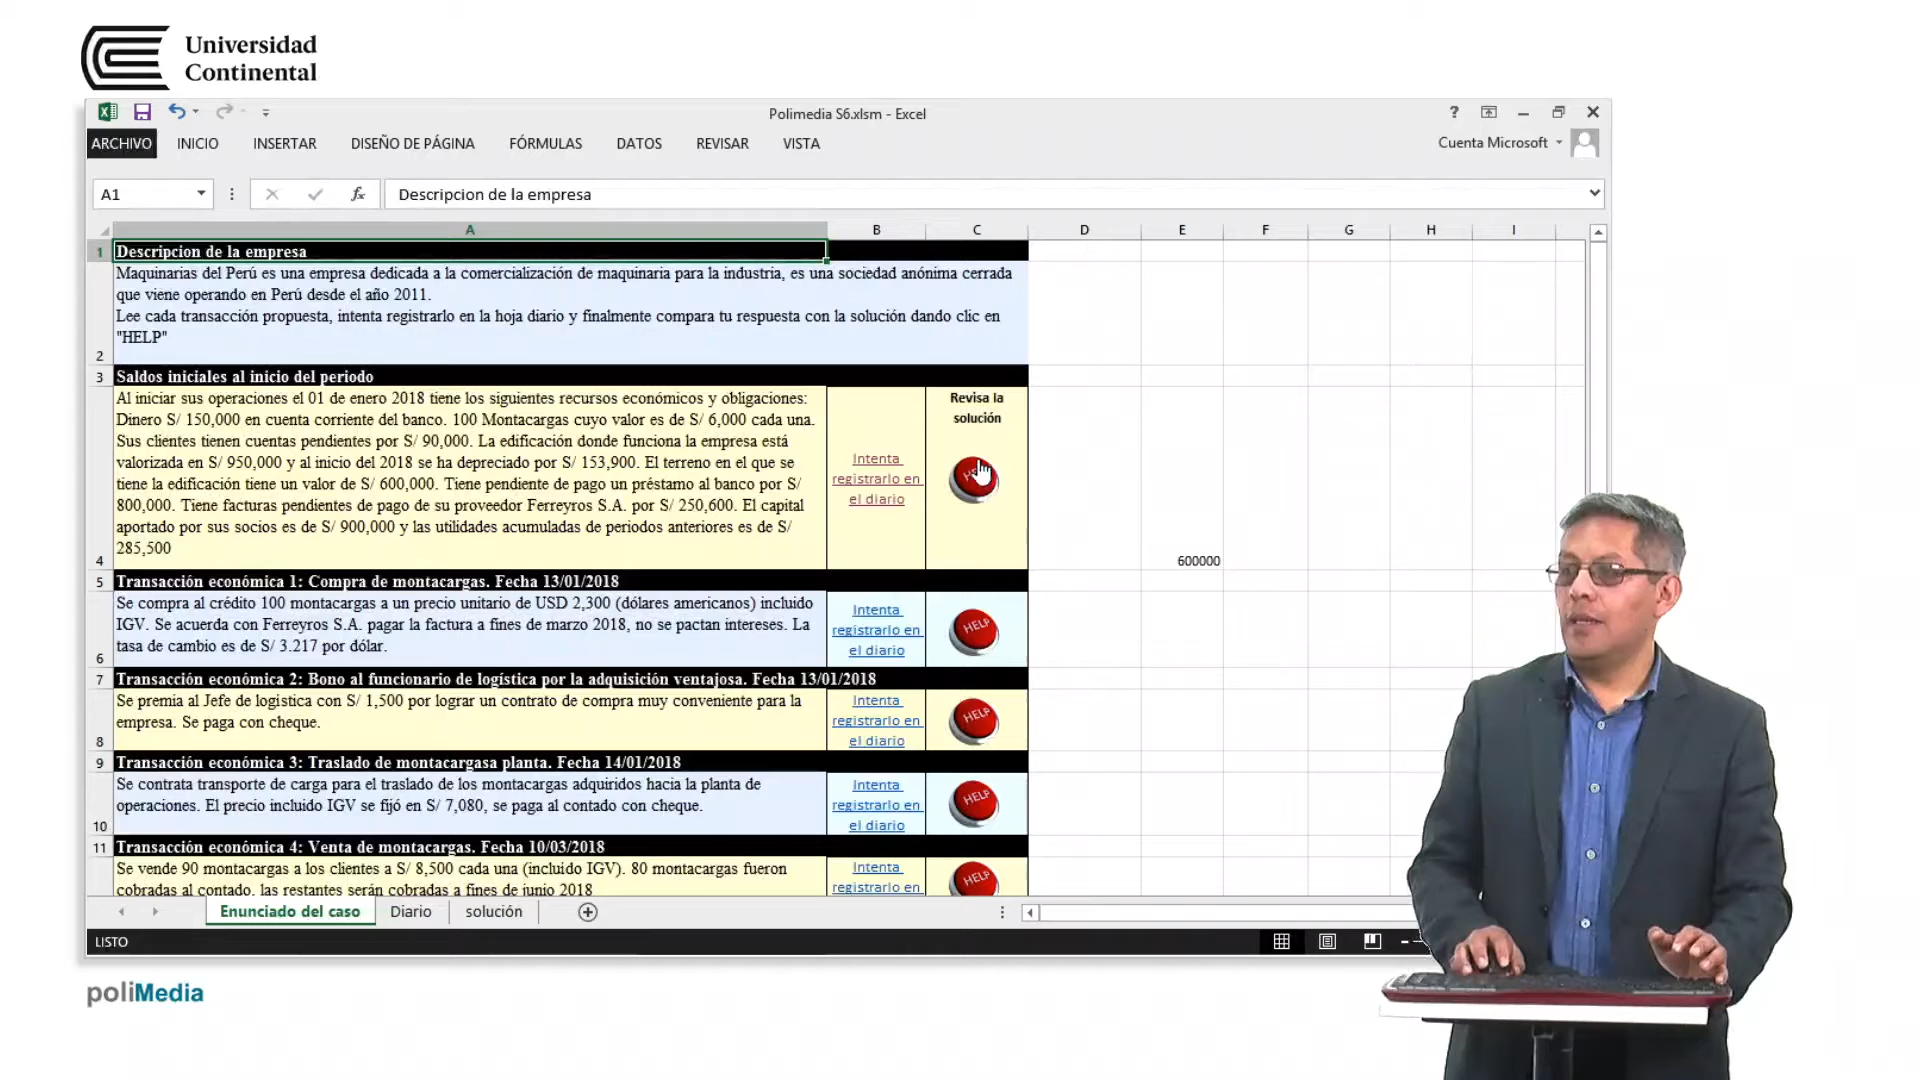 Universidad
Continental
Polimedia S6.xlsm - Excel
?
ARCHIVO INICIO INSERTAR DISEÑO DE PÁGINA FÓRMULAS DATOS REVISAR VISTA
Cuenta Microsoft
A1
fx
Descripcion de la empresa
A B C D E F G H I
1 Descripcion de la empresa
Maquinarias del Perú es una empresa dedicada a la comercialización de maquinaria para la industria, es una sociedad anónima cerrada
que viene operando en Perú desde el año 2011.
Lee cada transacción propuesta, intenta registrarlo en la hoja diario y finalmente compara tu respuesta con la solución dando clic en
"HELP"
2
3 Saldos iniciales al inicio del periodo
Al iniciar sus operaciones el 01 de enero 2018 tiene los siguientes recursos económicos y obligaciones:
Dinero S/ 150,000 en cuenta corriente del banco. 100 Montacargas cuyo valor es de S/ 6,000 cada una.
Sus clientes tienen cuentas pendientes por S/ 90,000. La edificación donde funciona la empresa está
valorizada en S/ 950,000 y al inicio del 2018 se ha depreciado por S/ 153,900. El terreno en el que se
tiene la edificación tiene un valor de S/ 600,000. Tiene pendiente de pago un préstamo al banco por S/
800,000. Tiene facturas pendientes de pago de su proveedor Ferreyros S.A. por S/ 250,600. El capital
aportado por sus socios es de S/ 900,000 y las utilidades acumuladas de periodos anteriores es de S/
285,500
4
Intenta
registrarlo en
el diario
Revisa la
solución
600000
5 Transacción económica 1: Compra de montacargas. Fecha 13/01/2018
Se compra al crédito 100 montacargas a un precio unitario de USD 2,300 (dólares americanos) incluido
IGV. Se acuerda con Ferreyros S.A. pagar la factura a fines de marzo 2018, no se pactan intereses. La
tasa de cambio es de S/ 3.217 por dólar.
6
Intenta
registrarlo en
el diario
HELP
7 Transacción económica 2: Bono al funcionario de logística por la adquisición ventajosa. Fecha 13/01/2018
Se premia al Jefe de logistica con S/ 1,500 por lograr un contrato de compra muy conveniente para la
empresa. Se paga con cheque.
8
Intenta
registrarlo en
el diario
HELP
9 Transacción económica 3: Traslado de montacargasa planta. Fecha 14/01/2018
Se contrata transporte de carga para el traslado de los montacargas adquiridos hacia la planta de
operaciones. El precio incluido IGV se fijó en S/ 7,080, se paga al contado con cheque.
10
Intenta
registrarlo en
el diario
HELP
11 Transacción económica 4: Venta de montacargas. Fecha 10/03/2018
Se vende 90 montacargas a los clientes a S/ 8,500 cada una (incluido IGV). 80 montacargas fueron
cobradas al contado, las restantes serán cobradas a fines de junio 2018
Intenta
registrarlo en
HELP
Enunciado del caso Diario solución
LISTO
poliMedia